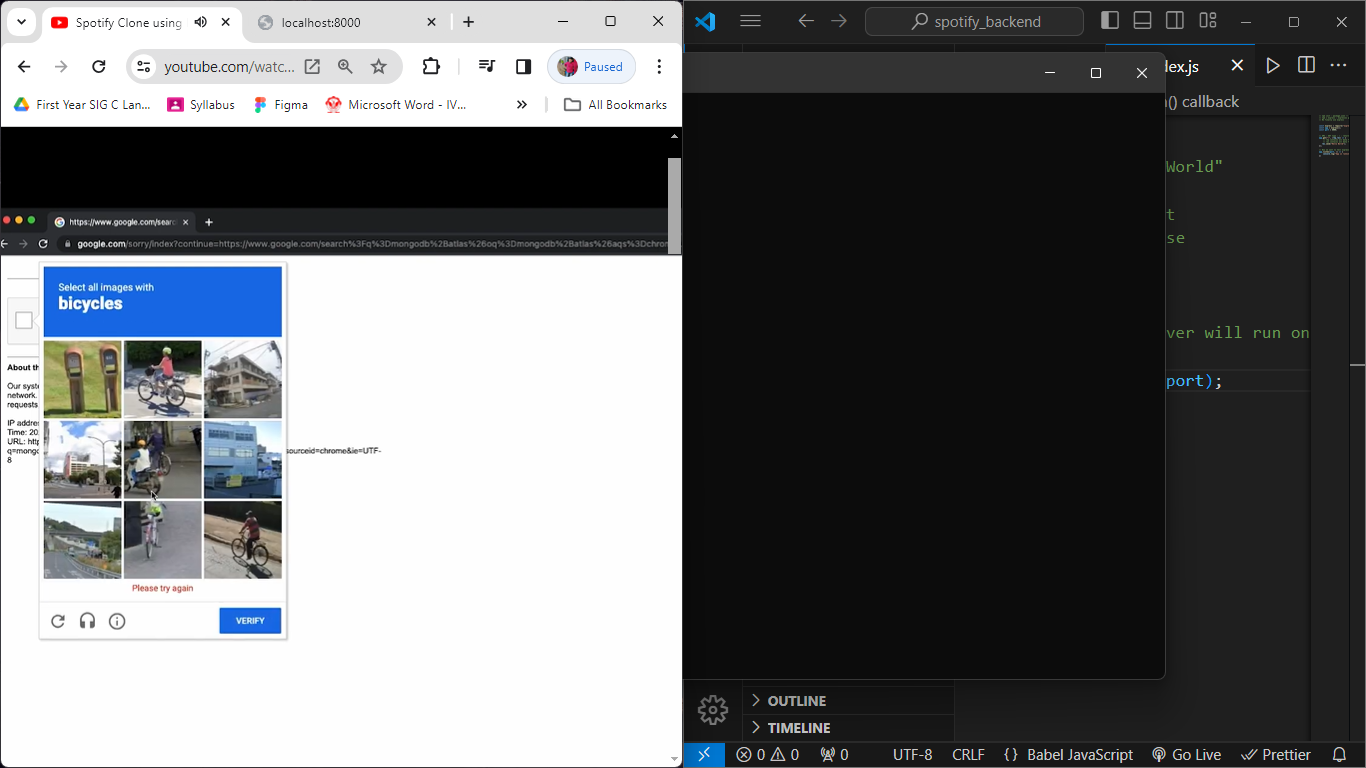 Spotify Clone using
localhost:8000
youtube.com/watc...
Paused
First Year SIG C Lan...
Syllabus
Figma
Microsoft Word - IV...
»
All Bookmarks
https://www.google.com/sear
google.com/sorry/index?continue=https://www.google.com/search%3Fq%3Dmongodb%2Batlas%26oq%3Dmongodb%2Batlas%26aqs%3Dchrom
Select all images with
bicycles
About th
Our syste
network.
requests
IP addres
Time: 20
URL: http
q=mongo
sourceid=chrome&ie=UTF-
8
Please try again
VERIFY
spotify_backend
dex.js
() callback
World"
t
se
ver will run on
port);
OUTLINE
TIMELINE
0 0 0
UTF-8
CRLF
{ } Babel JavaScript
Go Live
Prettier